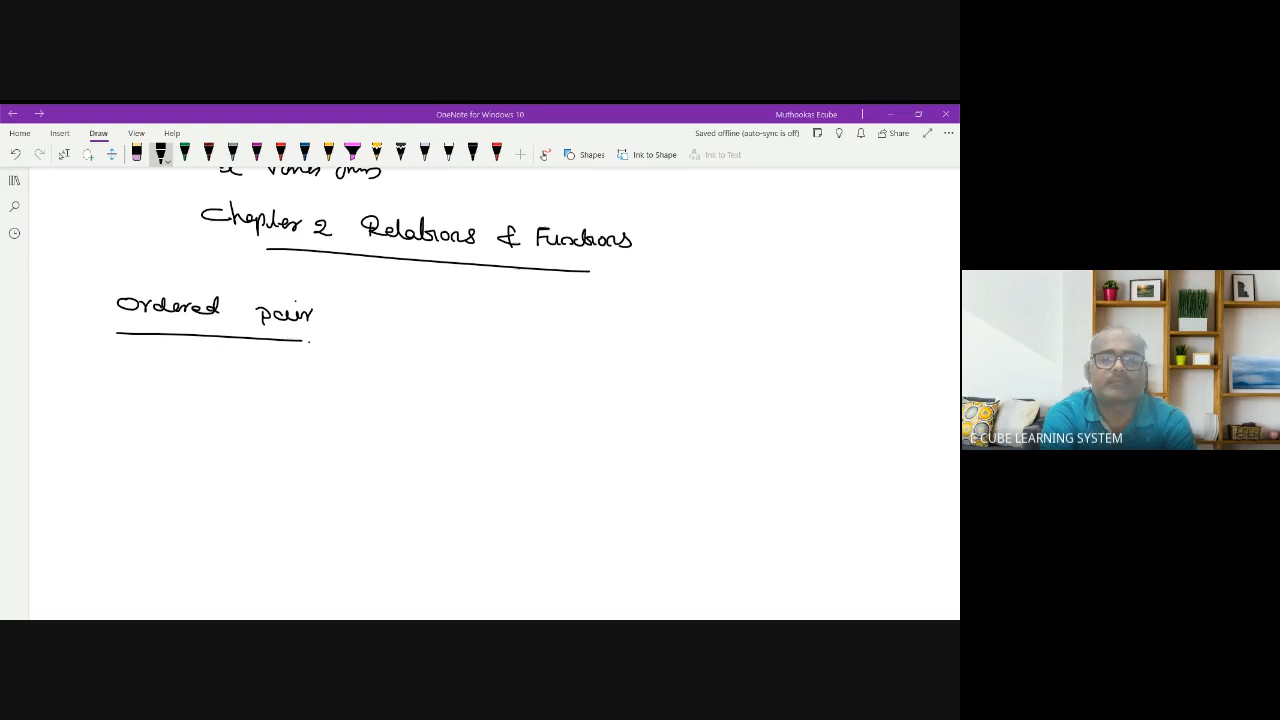 OneNote for Windows 10
Muthookas Ecube
Home Insert Draw View Help
Saved offline (auto-sync is off)
Share
Shapes
Ink to Shape
Ink to Text
Chapter 2 Relations & Functions
Ordered pair
E CUBE LEARNING SYSTEM